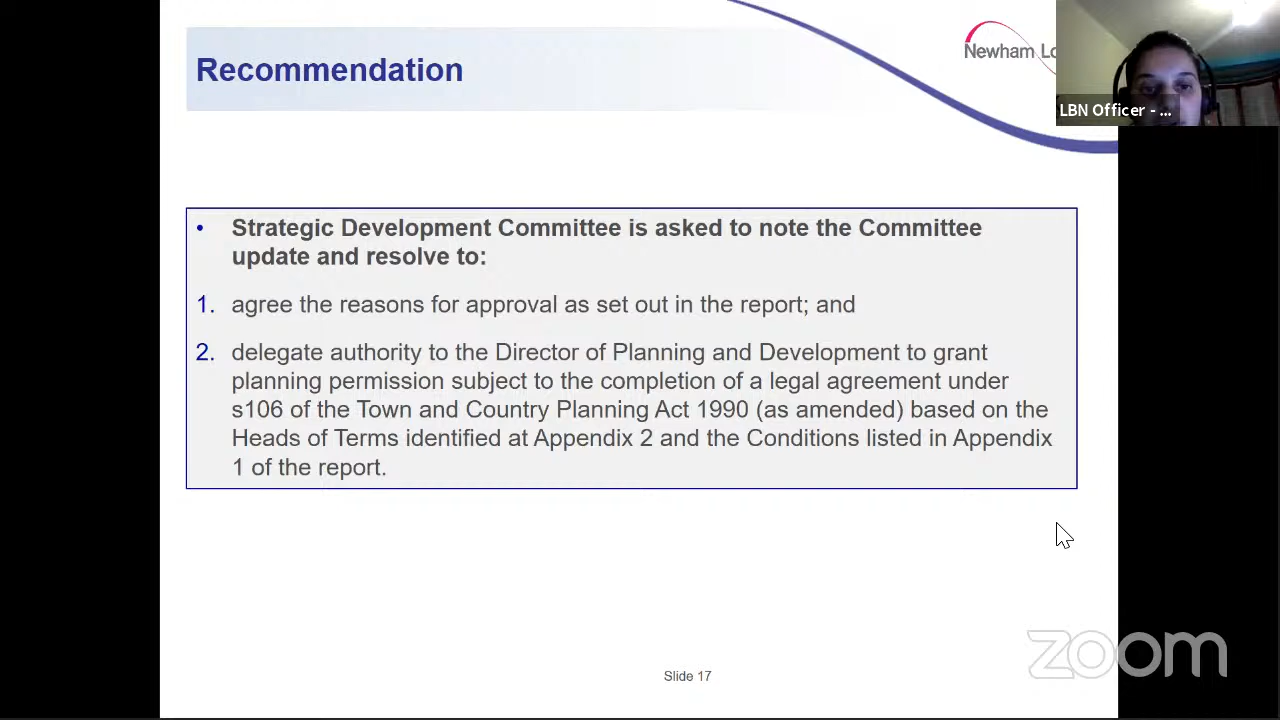 Recommendation
Newham Lo
LBN Officer - ...
• Strategic Development Committee is asked to note the Committee
update and resolve to:
1. agree the reasons for approval as set out in the report; and
2. delegate authority to the Director of Planning and Development to grant
planning permission subject to the completion of a legal agreement under
s106 of the Town and Country Planning Act 1990 (as amended) based on the
Heads of Terms identified at Appendix 2 and the Conditions listed in Appendix
1 of the report.
zoom
Slide 17